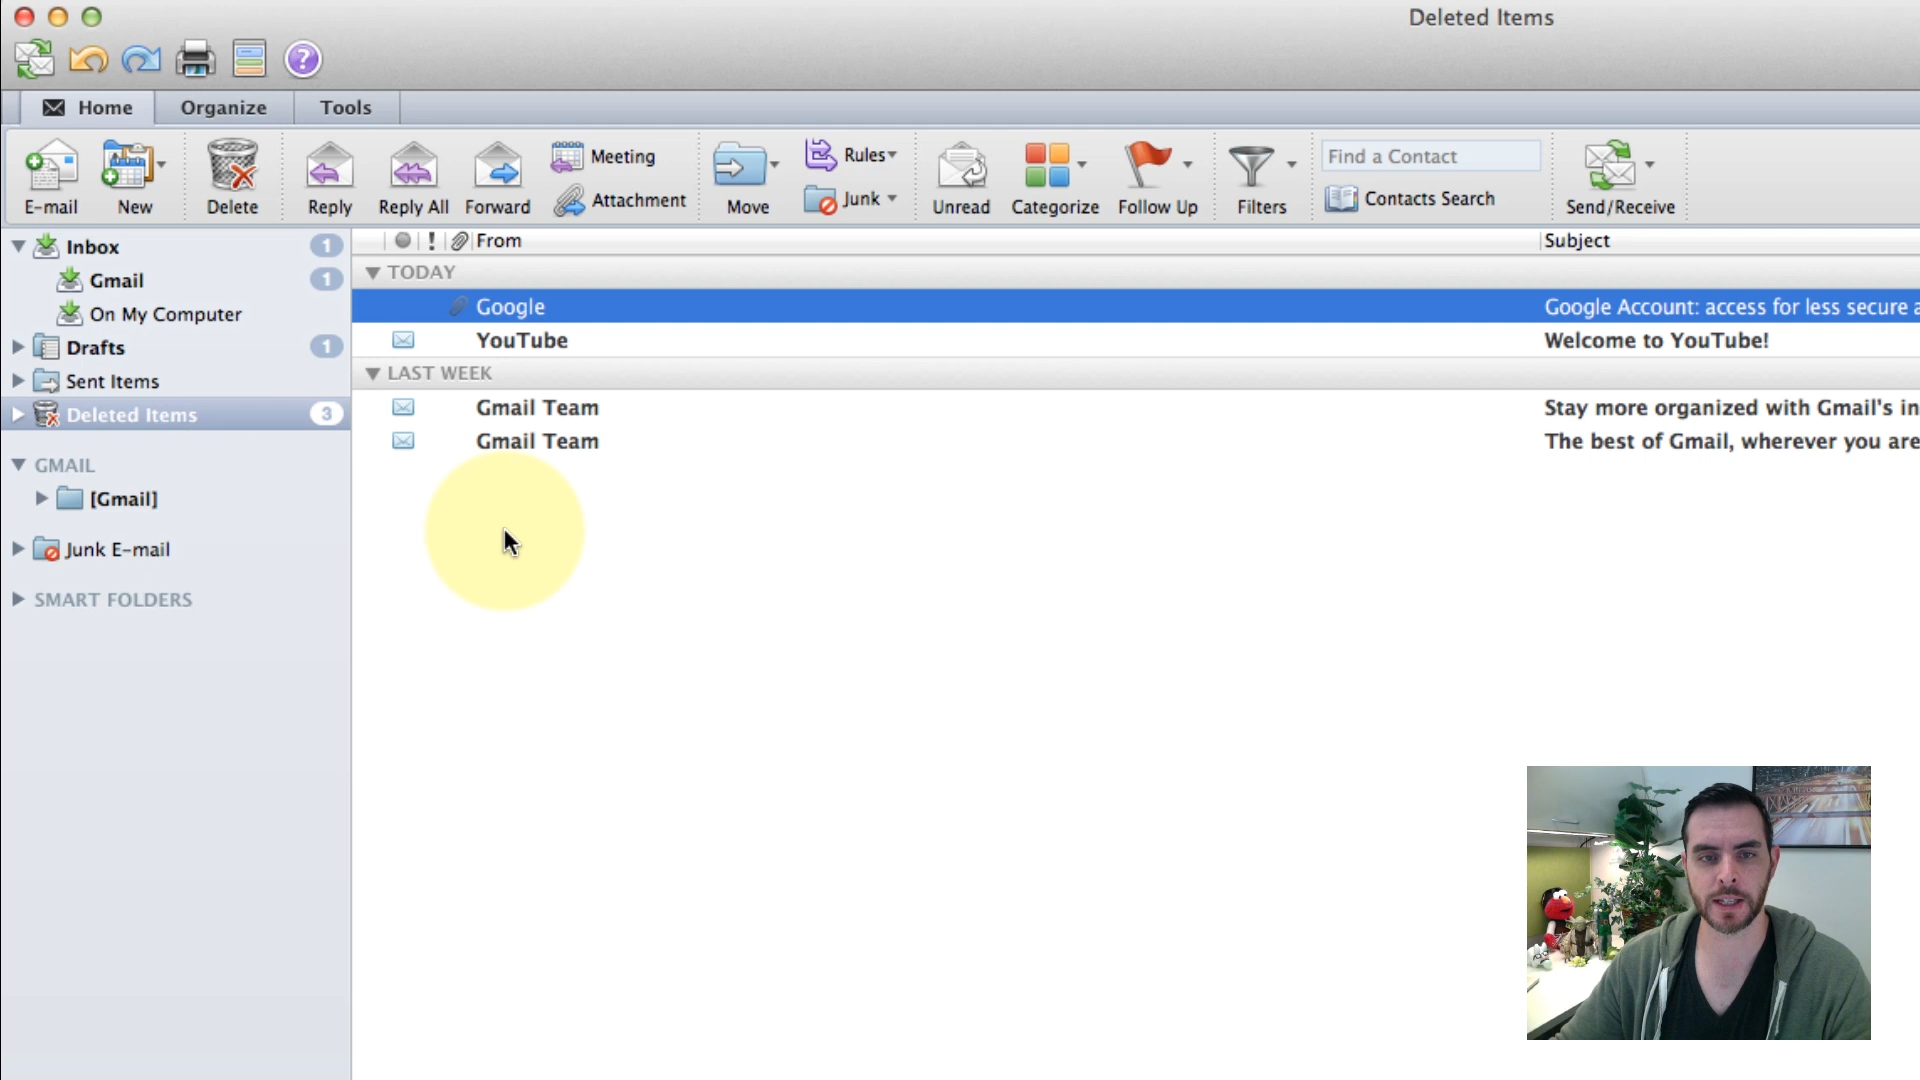 Deleted Items
?
Home Organize Tools
E-mail New Delete Reply Reply All Forward Meeting Attachment Move Rules Junk Unread Categorize Follow Up Filters Find a Contact Contacts Search Send/Receive
Inbox 1
Gmail 1
On My Computer
Drafts 1
Sent Items
Deleted Items 3
GMAIL
[Gmail]
Junk E-mail
SMART FOLDERS
! From Subject
TODAY
Google Google Account: access for less secure a
YouTube Welcome to YouTube!
LAST WEEK
Gmail Team Stay more organized with Gmail's in
Gmail Team The best of Gmail, wherever you are